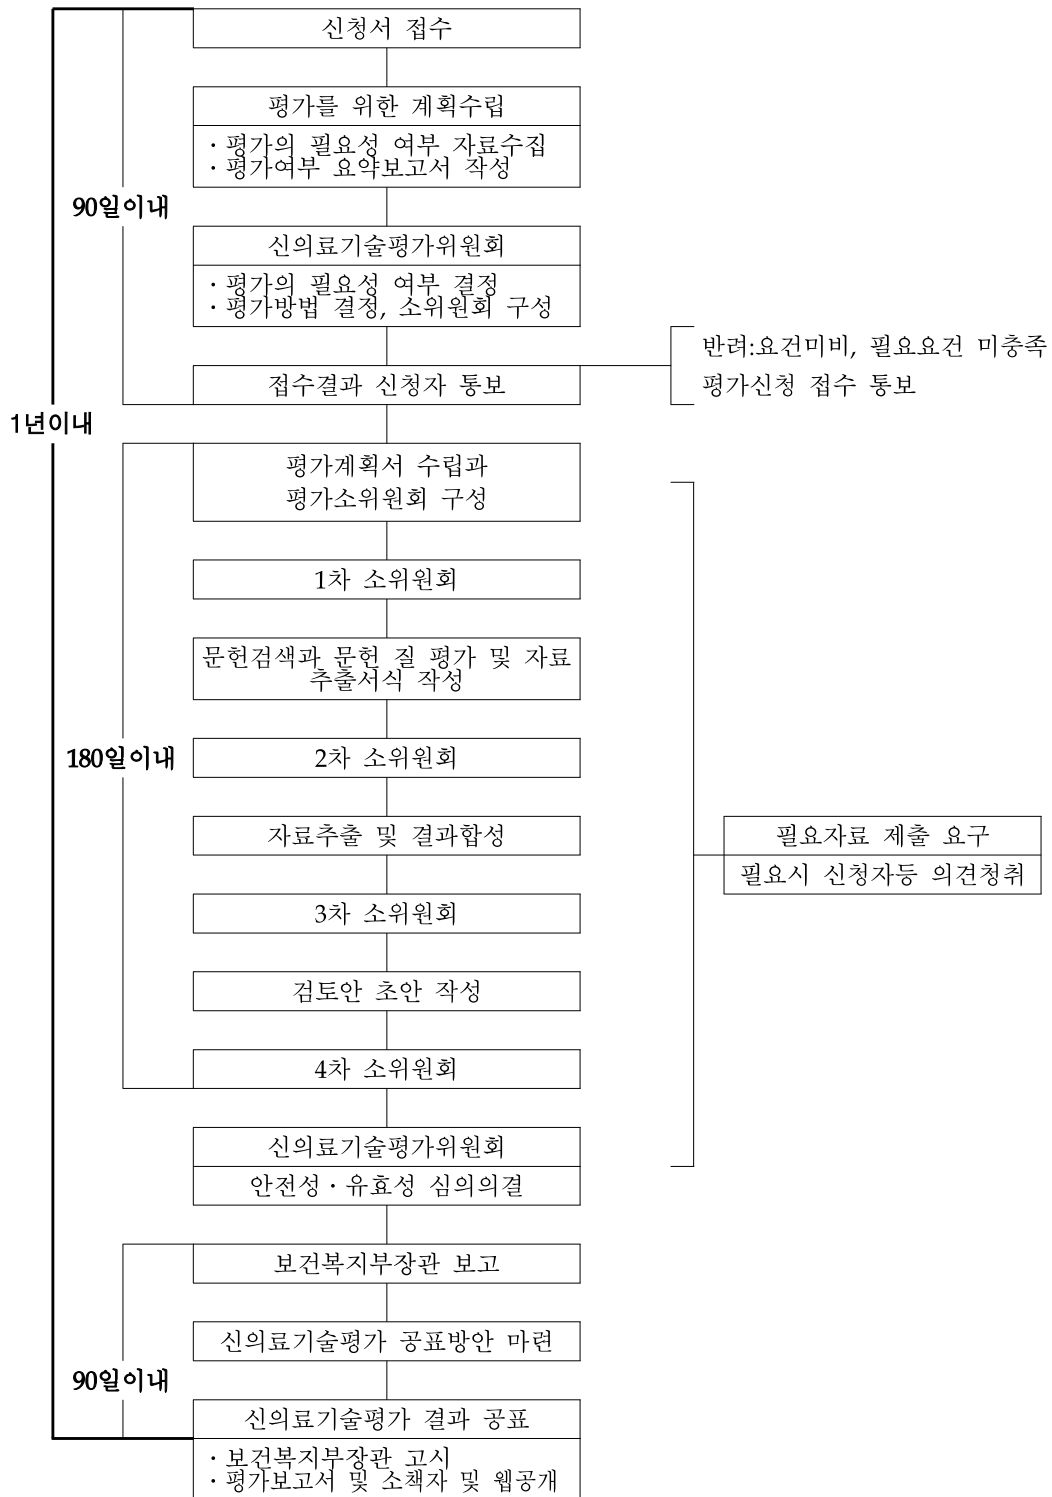 신청서 접수
평가를 위한 계획수립
· 평가의 필요성 여부 자료수집
· 평가여부 요약보고서 작성
90일이내
신의료기술평가위원회
· 평가의 필요성 여부 결정
· 평가방법 결정, 소위원회 구성
반려:요건미비, 필요요건 미충족
접수결과 신청자 통보
평가신청 접수 통보
1년이내
평가계획서 수립과
평가소위원회 구성
1차 소위원회
문헌검색과 문헌 질 평가 및 자료
추출서식 작성
180일이내
2차 소위원회
자료추출 및 결과합성
필요자료 제출 요구
필요시 신청자등 의견청취
3차 소위원회
검토안 초안 작성
4차 소위원회
신의료기술평가위원회
안전성·유효성 심의의결
보건복지부장관 보고
신의료기술평가 공표방안 마련
90일이내
신의료기술평가 결과 공표
· 보건복지부장관 고시
· 평가보고서 및 소책자 및 웹공개